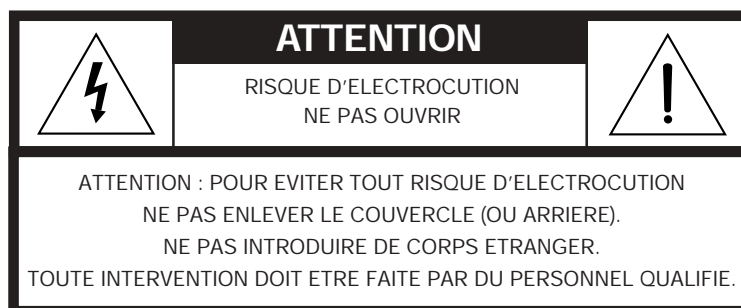 ATTENTION
RISQUE D'ELECTROCUTION
NE PAS OUVRIR
ATTENTION : POUR EVITER TOUT RISQUE D'ELECTROCUTION
NE PAS ENLEVER LE COUVERCLE (OU ARRIERE).
NE PAS INTRODUIRE DE CORPS ETRANGER.
TOUTE INTERVENTION DOIT ETRE FAITE PAR DU PERSONNEL QUALIFIE.